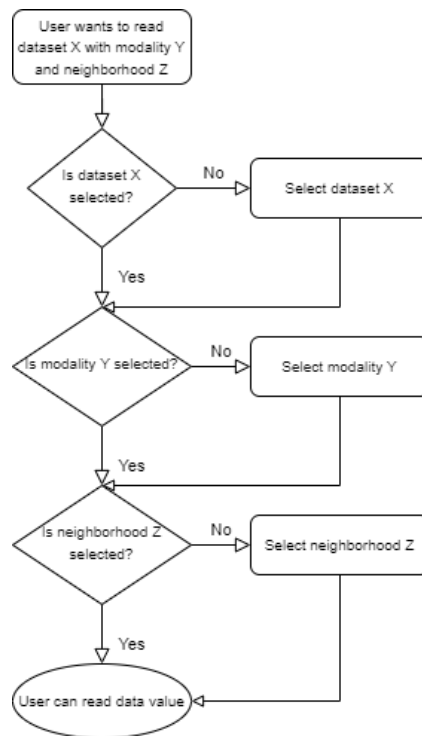 User wants to read
dataset X with modality Y
and neighborhood Z
Is dataset X
selected?
No
Select dataset X
Yes
Is modality Y selected?
No
Select modality Y
Yes
Is neighborhood Z
selected?
No
Select neighborhood Z
Yes
User can read data value